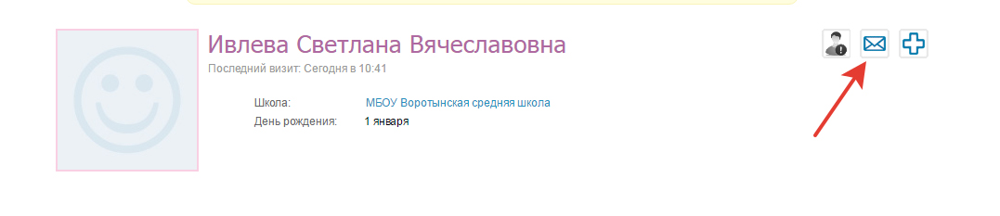 Ивлева Светлана Вячеславовна
Последний визит: Сегодня в 10:41
Школа: МБОУ Воротынская средняя школа
День рождения: 1 января